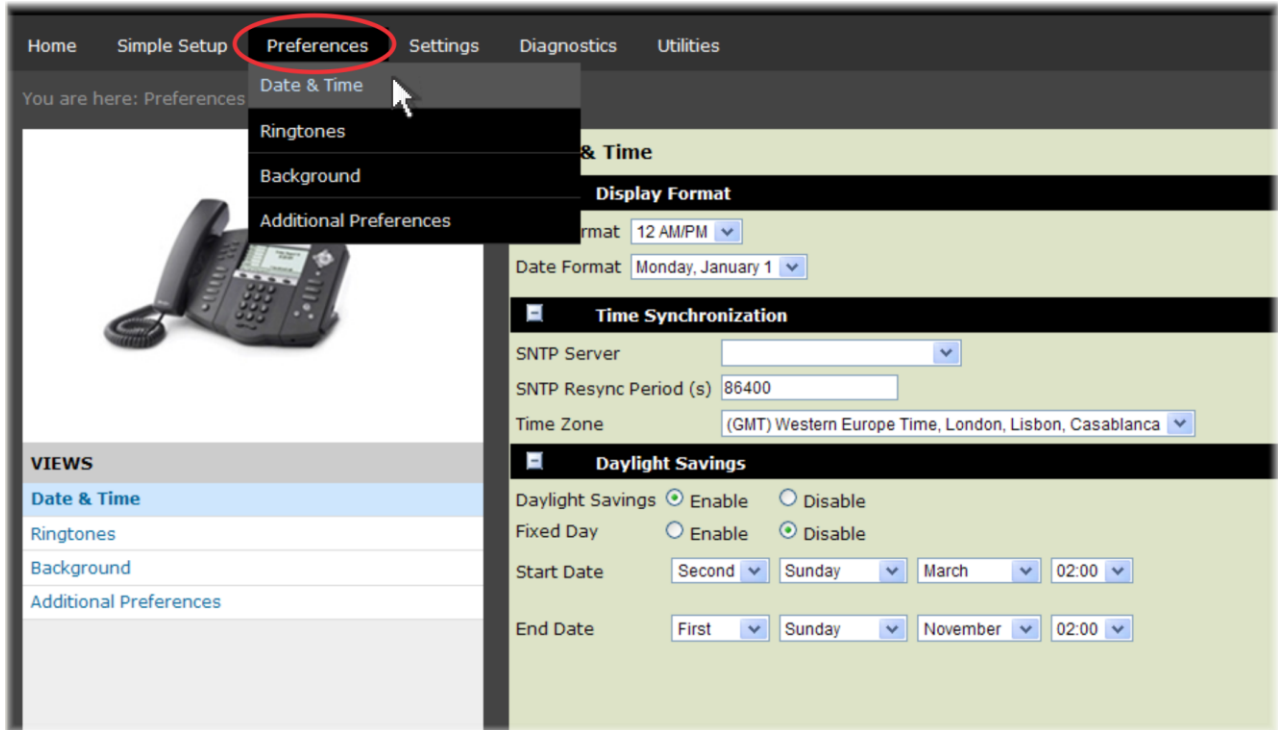 Home Simple Setup Preferences Settings Diagnostics Utilities
You are here: Preferences
Date & Time
Ringtones
Background
Additional Preferences
& Time
Display Format
rmat 12 AM/PM
Date Format Monday, January 1
Time Synchronization
SNTP Server
SNTP Resync Period (s) 86400
Time Zone (GMT) Western Europe Time, London, Lisbon, Casablanca
Daylight Savings
Daylight Savings Enable Disable
Fixed Day Enable Disable
Start Date Second Sunday March 02:00
End Date First Sunday November 02:00
VIEWS
Date & Time
Ringtones
Background
Additional Preferences